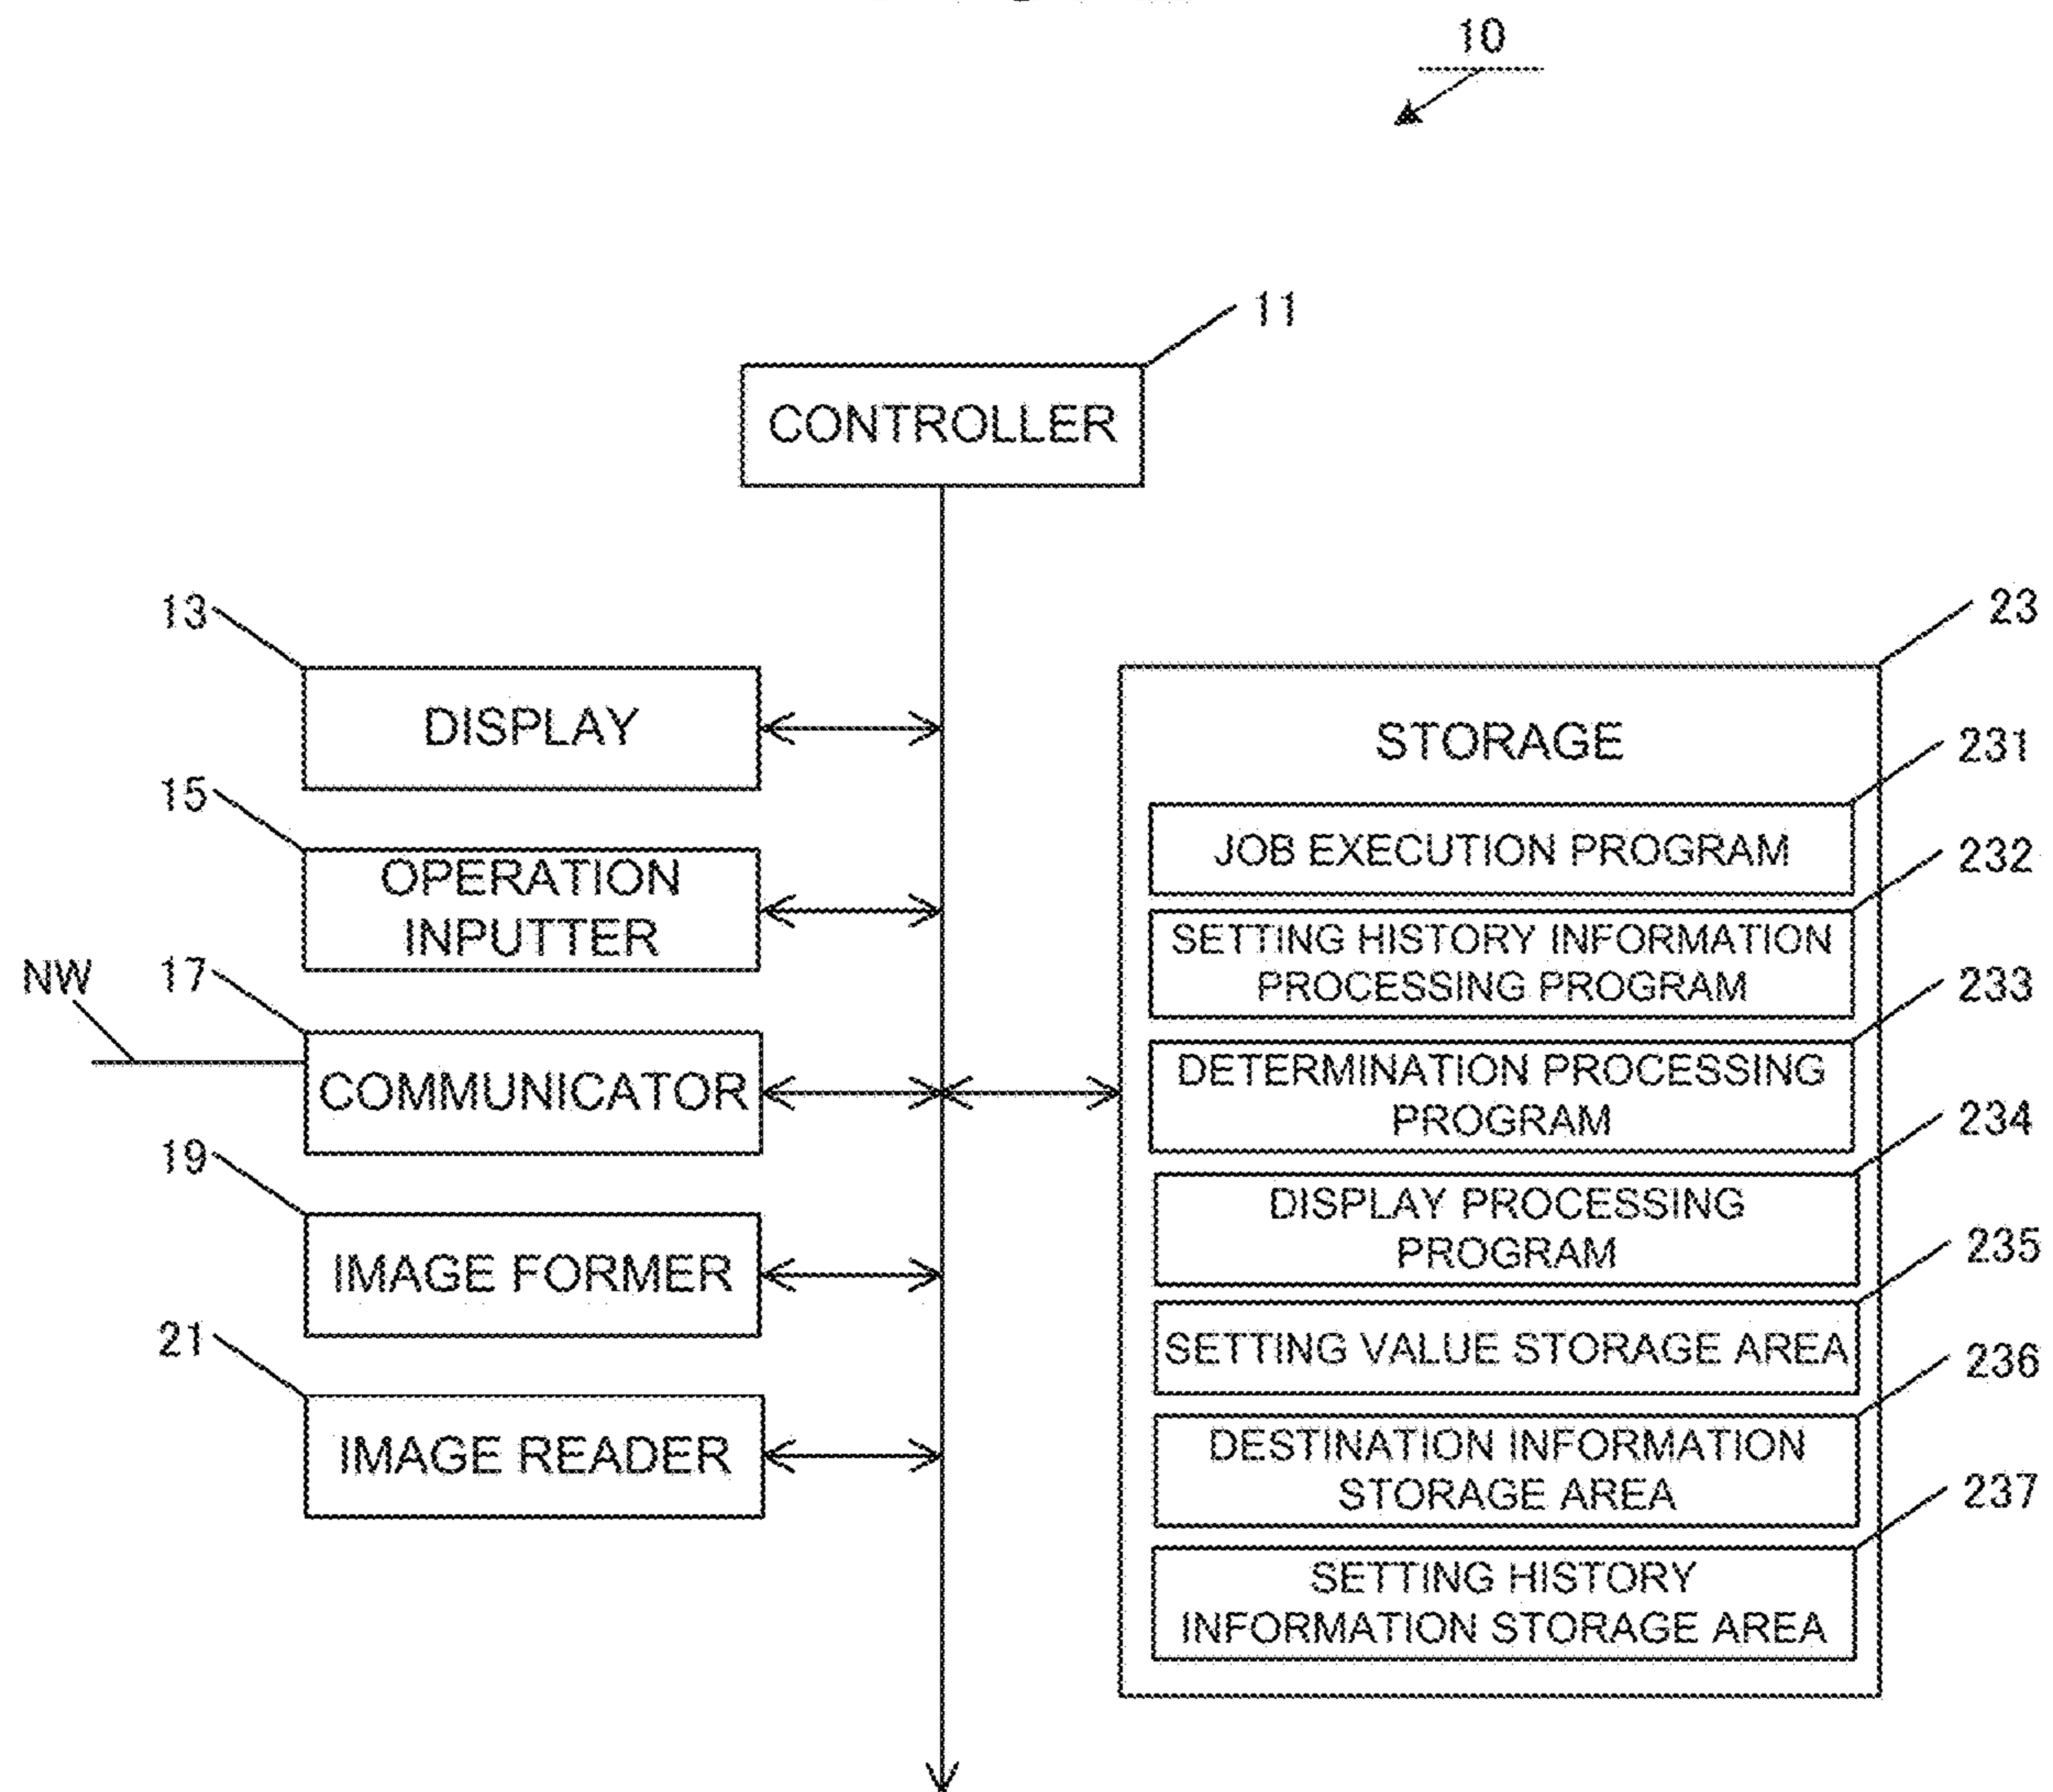 10
11
CONTROLLER
13
DISPLAY
15
OPERATION
INPUTTER
NW
17
COMMUNICATOR
19
IMAGE FORMER
21
IMAGE READER
23
STORAGE
231
JOB EXECUTION PROGRAM
232
SETTING HISTORY INFORMATION
PROCESSING PROGRAM
233
DETERMINATION PROCESSING
PROGRAM
234
DISPLAY PROCESSING
PROGRAM
235
SETTING VALUE STORAGE AREA
236
DESTINATION INFORMATION
STORAGE AREA
237
SETTING HISTORY
INFORMATION STORAGE AREA